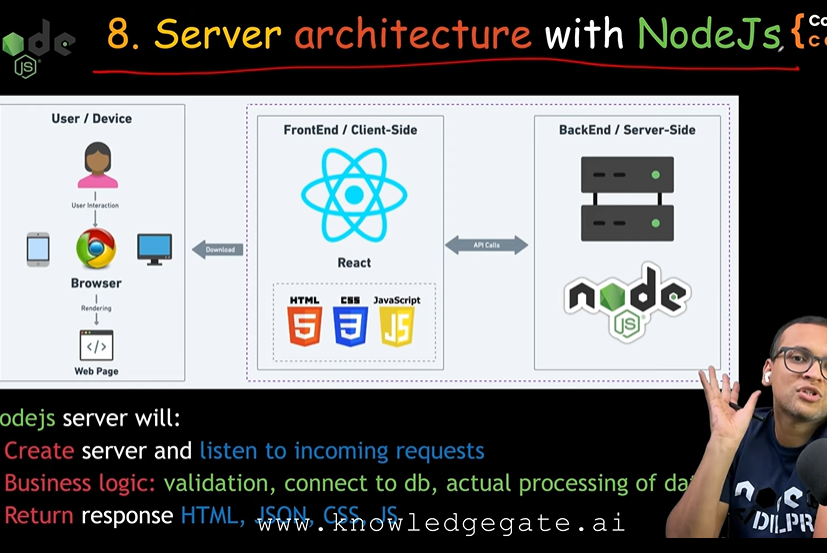 8. Server architecture with NodeJs
node
JS
User / Device
User Interaction
Browser
Rendering
</>
Web Page
Download
FrontEnd / Client-Side
React
HTML CSS JavaScript
5 3 JS
API Calls
BackEnd / Server-Side
node
JS
odejs server will:
Create server and listen to incoming requests
Business logic: validation, connect to db, actual processing of da
Return response HTML, JSON, CSS, JS
www.knowledgegate.ai